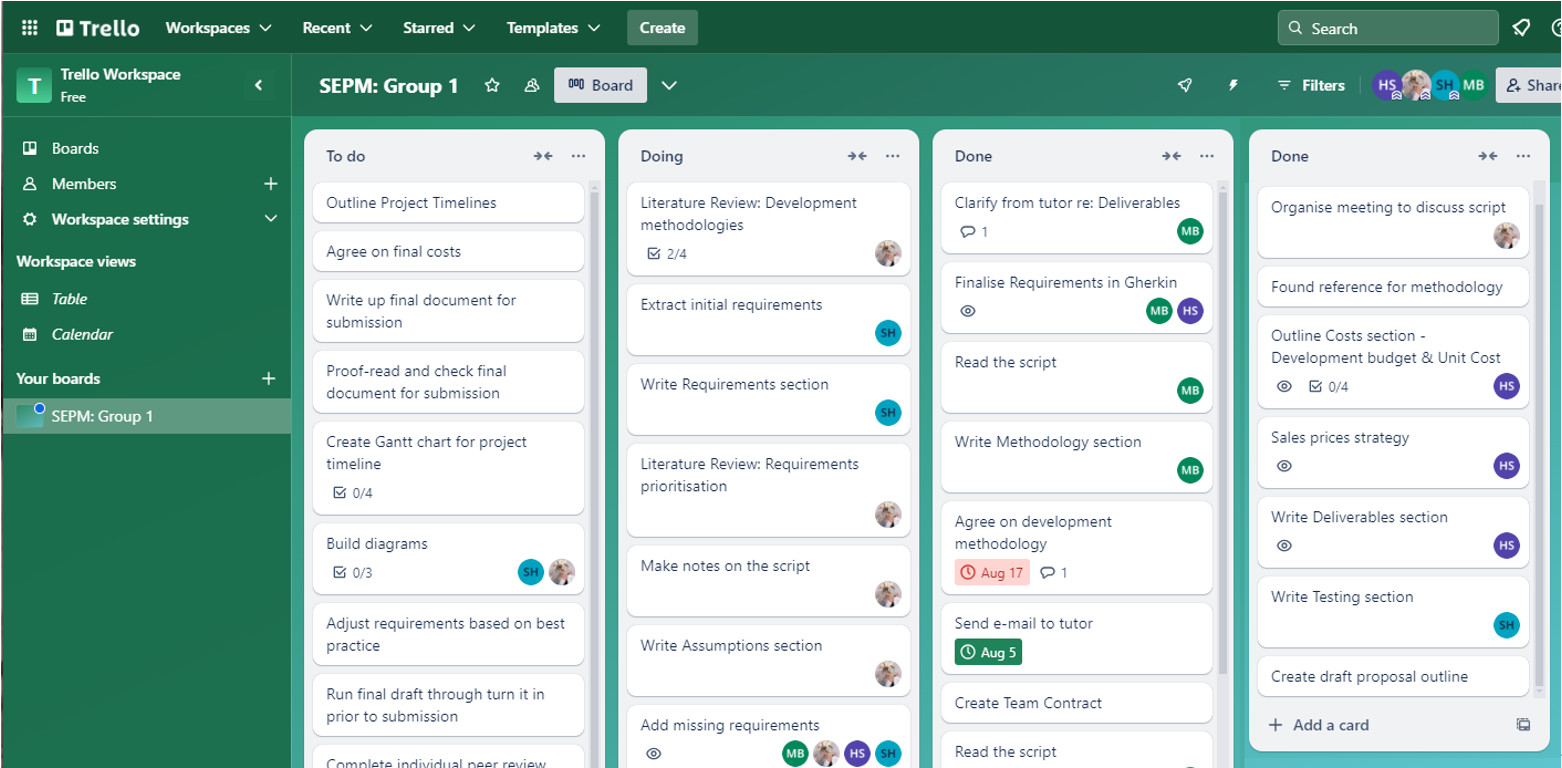 Trello
Workspaces
Recent
Starred
Templates
Create
Search
T
Trello Workspace
Free
SEPM: Group 1
Board
Filters
HS
SH
MB
Share
Boards
Members
Workspace settings
Workspace views
Table
Calendar
Your boards
SEPM: Group 1
To do
Outline Project Timelines
Agree on final costs
Write up final document for
submission
Proof-read and check final
document for submission
Create Gantt chart for project
timeline
0/4
Build diagrams
0/3
SH
Adjust requirements based on best
practice
Run final draft through turn it in
prior to submission
Complete individual peer review
Doing
Literature Review: Development
methodologies
2/4
Extract initial requirements
SH
Write Requirements section
SH
Literature Review: Requirements
prioritisation
Make notes on the script
Write Assumptions section
Add missing requirements
MB
HS
SH
Done
Clarify from tutor re: Deliverables
1
MB
Finalise Requirements in Gherkin
MB
HS
Read the script
MB
Write Methodology section
MB
Agree on development
methodology
Aug 17
1
Send e-mail to tutor
Aug 5
Create Team Contract
Read the script
Done
Organise meeting to discuss script
Found reference for methodology
Outline Costs section -
Development budget & Unit Cost
0/4
HS
Sales prices strategy
HS
Write Deliverables section
HS
Write Testing section
SH
Create draft proposal outline
Add a card